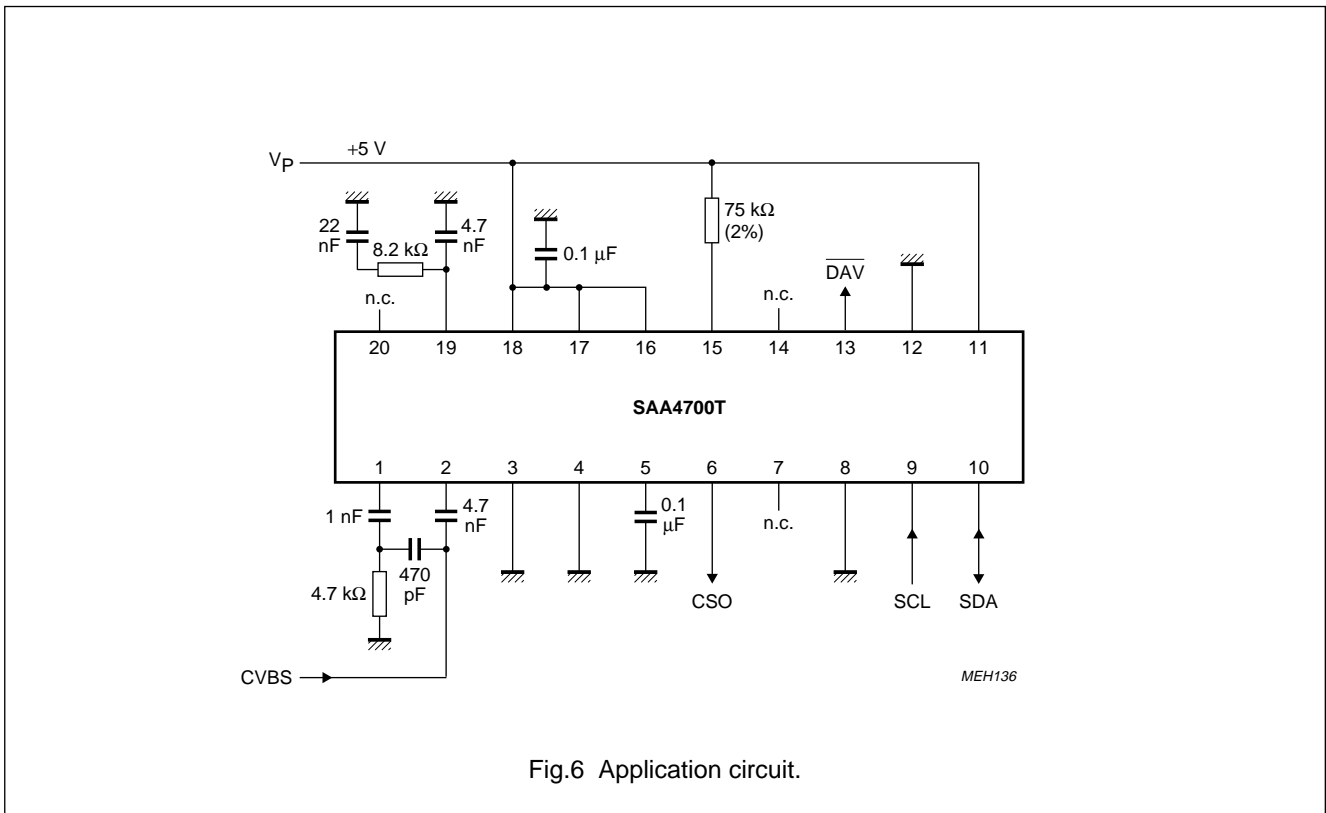 VP +5 V
22 nF
8.2 kΩ
4.7 nF
0.1 μF
75 kΩ (2%)
n.c.
n.c.
DAV
20 19 18 17 16 15 14 13 12 11
SAA4700T
1 2 3 4 5 6 7 8 9 10
1 nF
4.7 nF
0.1 μF
n.c.
4.7 kΩ
470 pF
CSO
SCL
SDA
CVBS
MEH136
Fig.6 Application circuit.